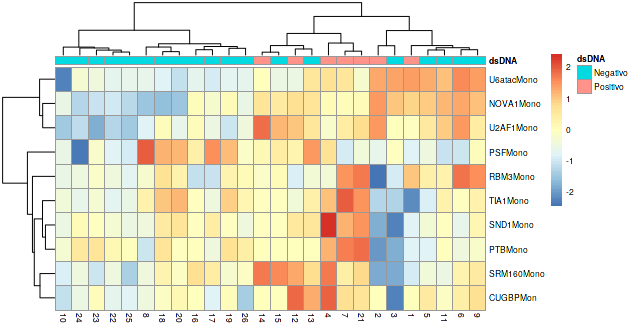 dsDNA
U6atacMono
NOVA1Mono
U2AF1Mono
PSFMono
RBM3Mono
TIA1Mono
SND1Mono
PTBMono
SRM160Mono
CUGBPMon
10 24 23 22 25 8 18 20 16 17 19 26 14 15 12 13 4 7 21 2 3 1 5 11 6 9
2
1
0
-1
-2
dsDNA
Negativo
Positivo